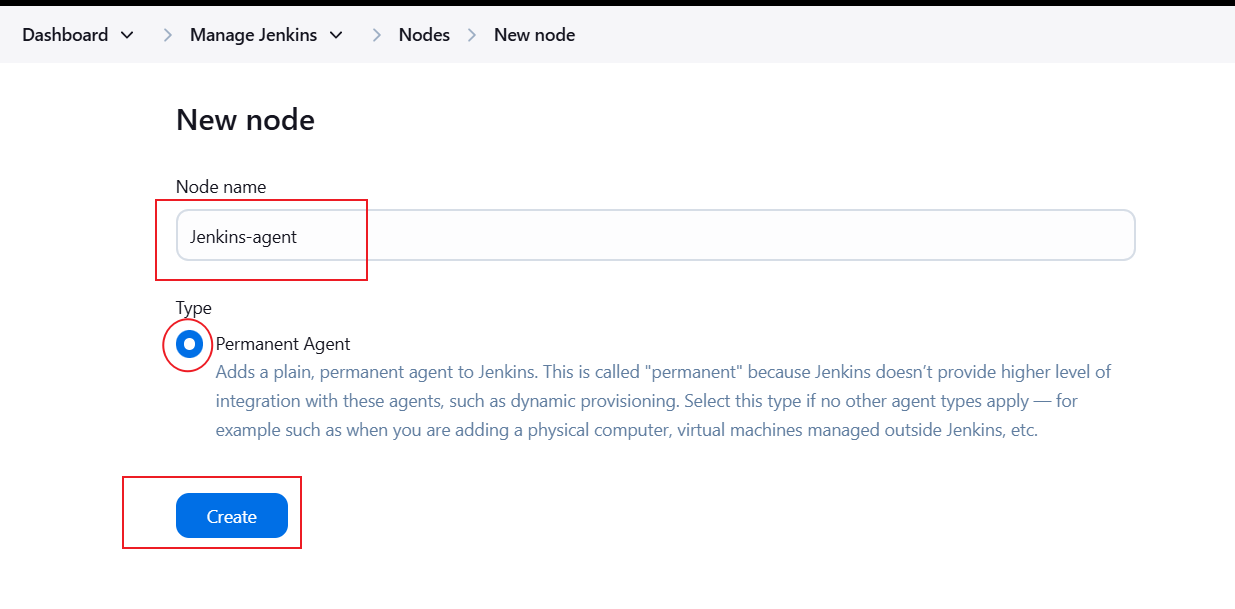 Dashboard Manage Jenkins Nodes New node
New node
Node name
Jenkins-agent
Type
Permanent Agent
Adds a plain, permanent agent to Jenkins. This is called "permanent" because Jenkins doesn’t provide higher level of
integration with these agents, such as dynamic provisioning. Select this type if no other agent types apply — for
example such as when you are adding a physical computer, virtual machines managed outside Jenkins, etc.
Create